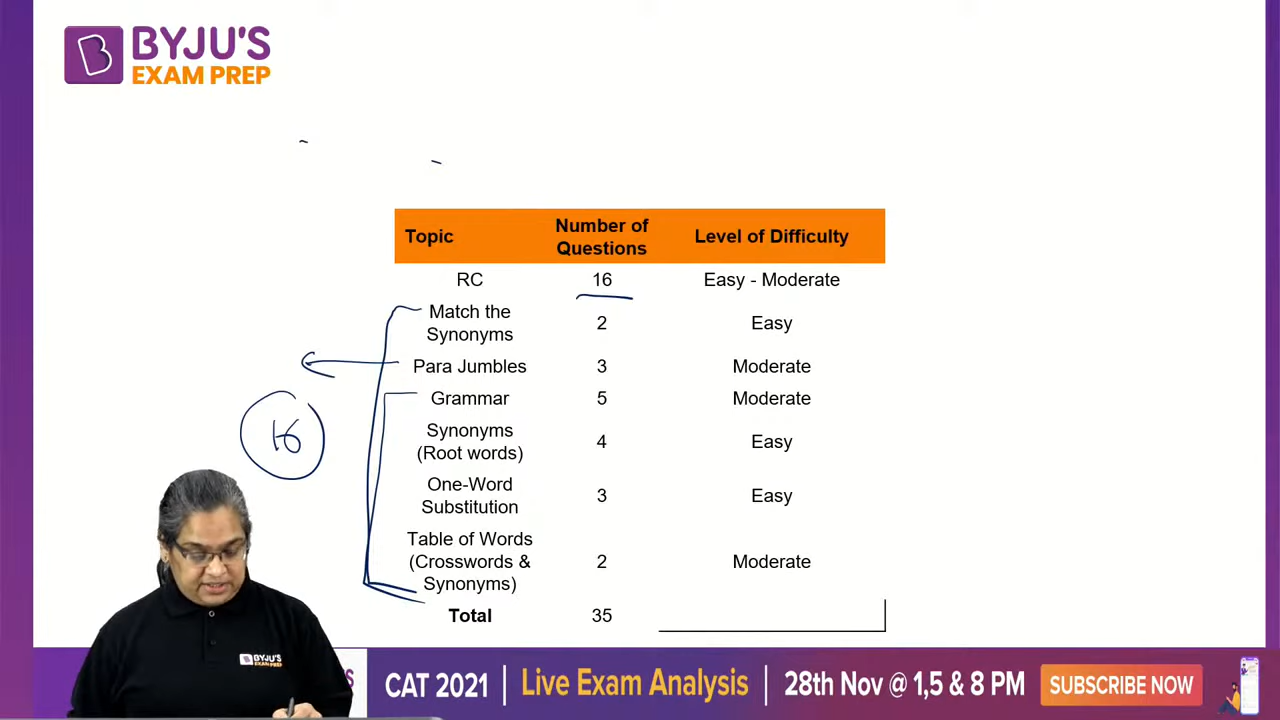 BYJU'S
EXAM PREP
Topic Number of Questions Level of Difficulty
RC 16 Easy - Moderate
Match the Synonyms 2 Easy
Para Jumbles 3 Moderate
Grammar 5 Moderate
16
Synonyms (Root words) 4 Easy
One-Word Substitution 3 Easy
Table of Words (Crosswords & Synonyms) 2 Moderate
Total 35
BYJU'S
EXAM PREP
CAT 2021 Live Exam Analysis 28th Nov @ 1,5 & 8 PM SUBSCRIBE NOW